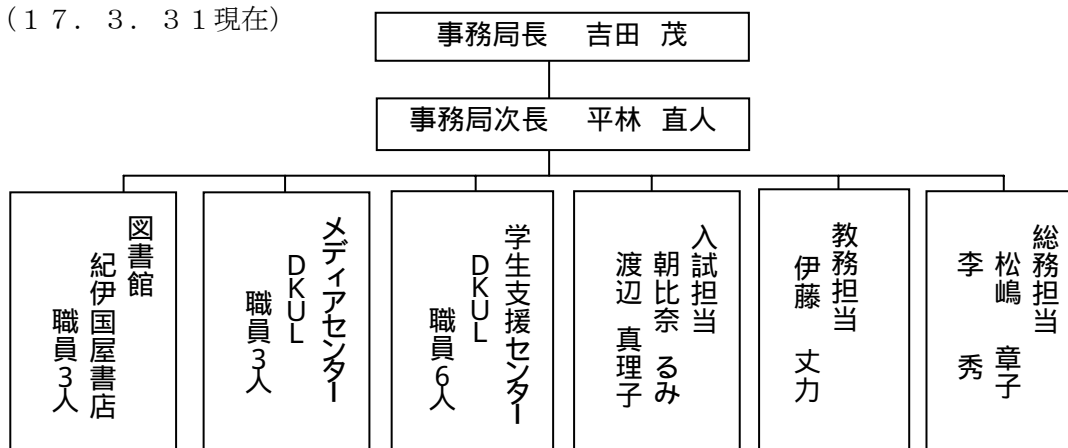 （１７．３．３１現在）
事務局長　吉田　茂
事務局次長　平林　直人
図書館
紀伊国屋書店
職員3人
メディアセンター
DKUL
職員3人
学生支援センター
DKUL
職員6人
入試担当
朝比奈　るみ
渡辺　真理子
教務担当
伊藤　丈力
総務担当
松嶋　章子
李　秀